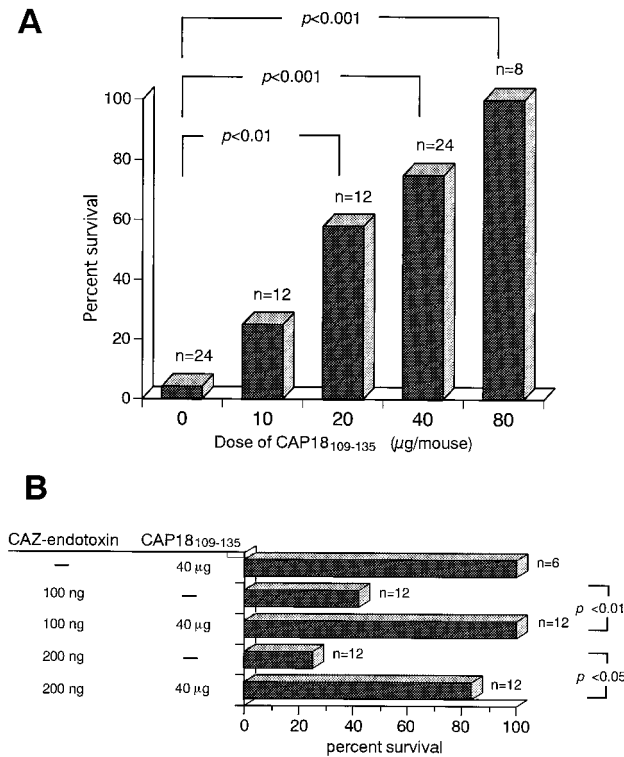 A
p<0.001
p<0.001
n=8
p<0.01
n=24
n=12
n=12
n=24
Percent survival
100
80
60
40
20
0
0 10 20 40 80
Dose of CAP18109-135 (μg/mouse)
B
CAZ-endotoxin CAP18109-135
— 40 μg n=6
100 ng — n=12
p <0.01
100 ng 40 μg n=12
200 ng — n=12
p <0.05
200 ng 40 μg n=12
0 20 40 60 80 100
percent survival